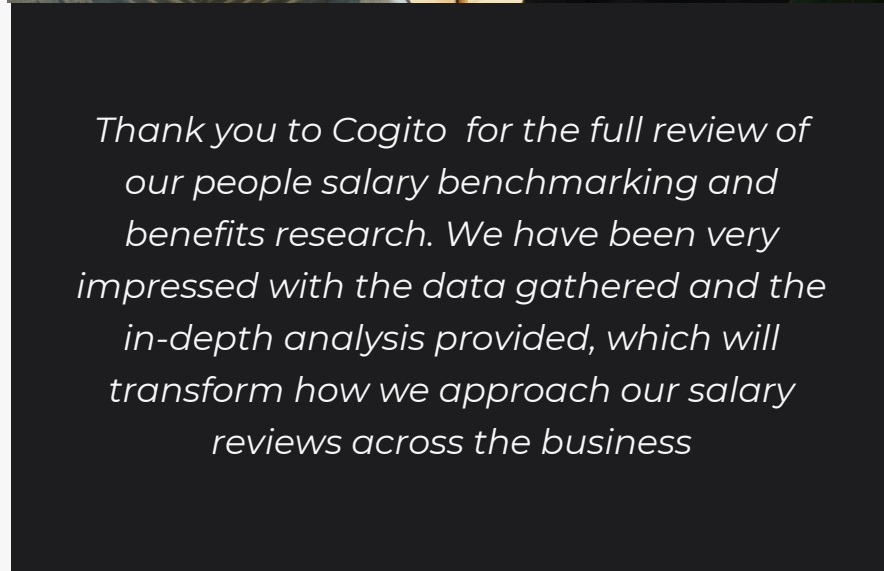 Thank you to Cogito  for the full review of
our people salary benchmarking and
benefits research. We have been very
impressed with the data gathered and the
in-depth analysis provided, which will
transform how we approach our salary
reviews across the business